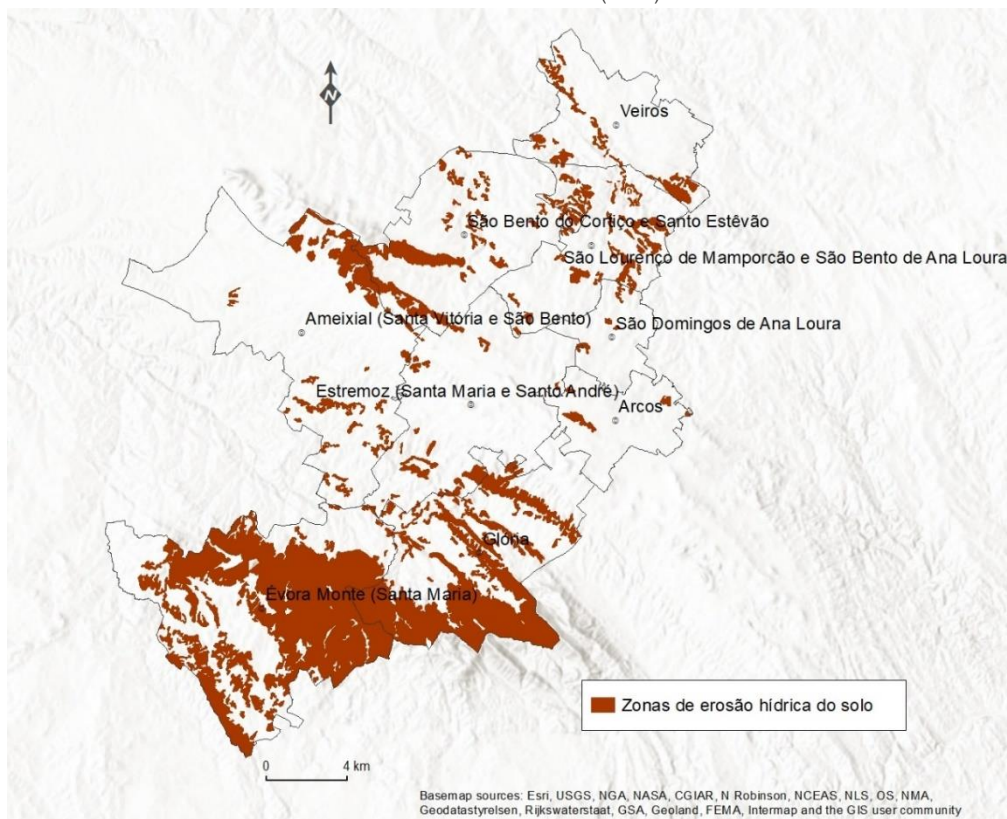 N
Veiros
São Bento do Cortiço e Santo Estêvão
São Lourenço de Mamporcão e São Bento de Ana Loura
Ameixial (Santa Vitória e São Bento)
São Domingos de Ana Loura
Estremoz (Santa Maria e Santo André)
Arcos
Glória
Évora Monte (Santa Maria)
Zonas de erosão hídrica do solo
0 4 km
Basemap sources: Esri, USGS, NGA, NASA, CGIAR, N Robinson, NCEAS, NLS, OS, NMA,
Geodatastyrelsen, Rijkswaterstaat, GSA, Geoland, FEMA, Intermap and the GIS user community